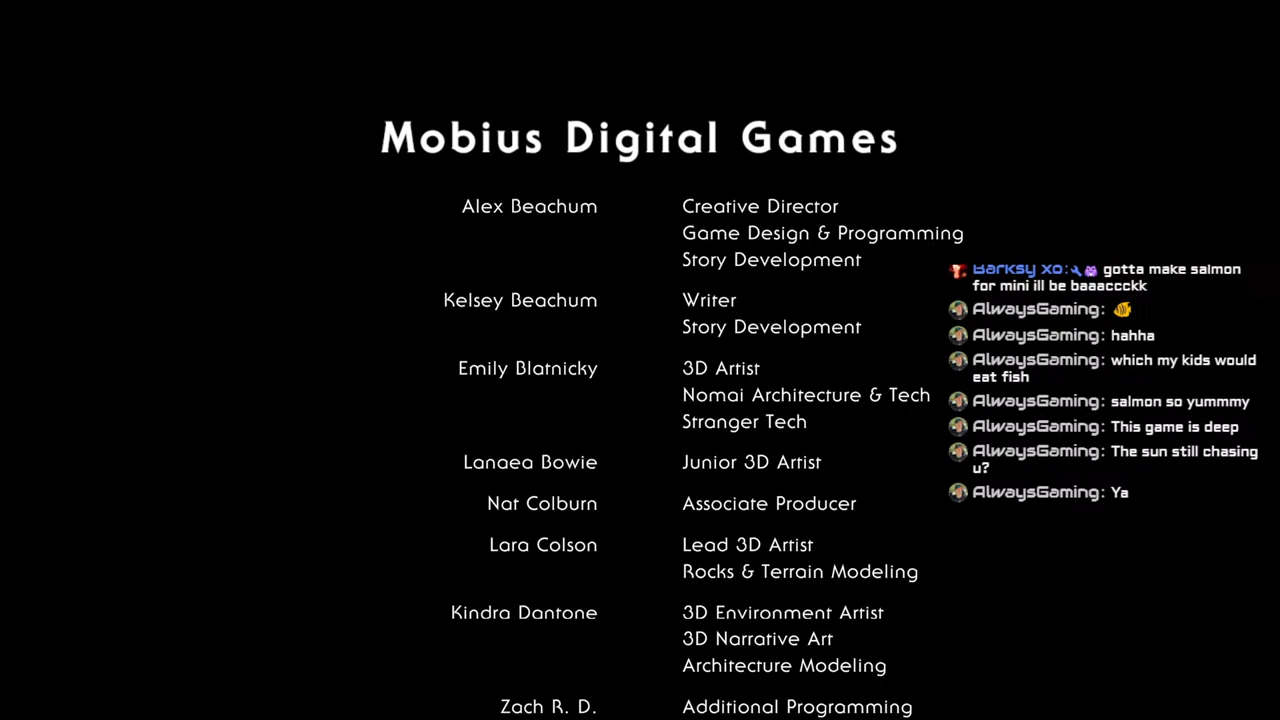 Mobius Digital Games
Alex Beachum Creative Director
Game Design & Programming
Story Development
Kelsey Beachum Writer
Story Development
Emily Blatnicky 3D Artist
Nomai Architecture & Tech
Stranger Tech
Lanaea Bowie Junior 3D Artist
Nat Colburn Associate Producer
Lara Colson Lead 3D Artist
Rocks & Terrain Modeling
Kindra Dantone 3D Environment Artist
3D Narrative Art
Architecture Modeling
Zach R. D. Additional Programming
Barksy xo: gotta make salmon
for mini ill be baaaccckk
AlwaysGaming:
AlwaysGaming: hahha
AlwaysGaming: which my kids would
eat fish
AlwaysGaming: salmon so yummmy
AlwaysGaming: This game is deep
AlwaysGaming: The sun still chasing
u?
AlwaysGaming: Ya